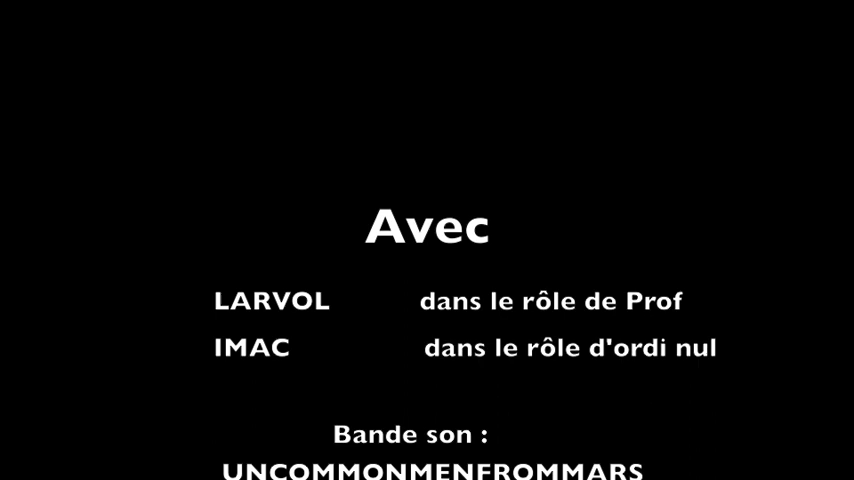 Avec
LARVOL dans le rôle de Prof
IMAC dans le rôle d'ordi nul
Bande son :
UNCOMMONMENFROMMARS